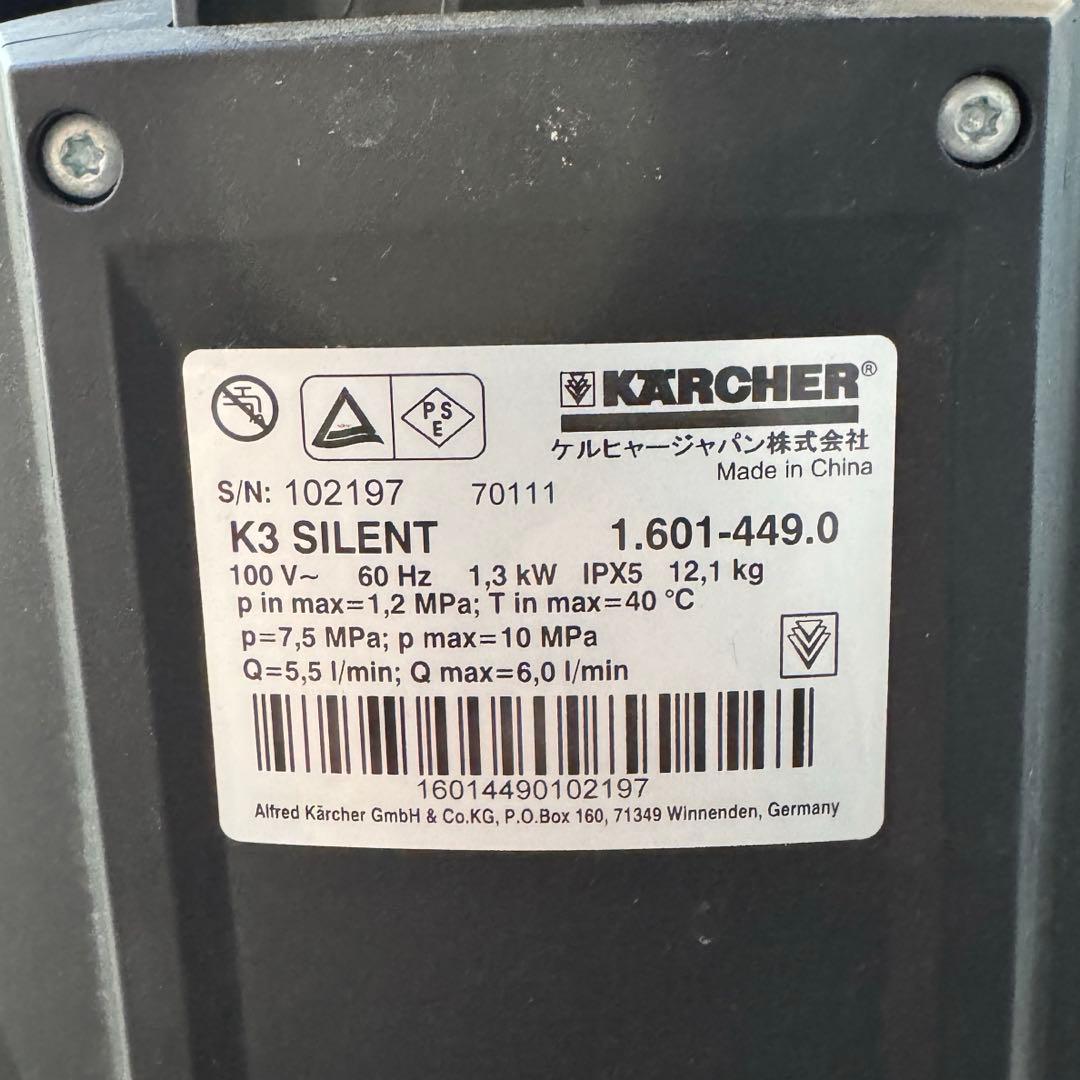 PSE
KÄRCHER®
ケルヒャージャパン株式会社
Made in China
S/N: 102197 70111
K3 SILENT 1.601-449.0
100 V~ 60 Hz 1,3 kW IPX5 12,1 kg
p in max=1,2 MPa; T in max=40 °C
p=7,5 MPa; p max=10 MPa
Q=5,5 l/min; Q max=6,0 l/min
16014490102197
Alfred Kärcher GmbH & Co.KG, P.O.Box 160, 71349 Winnenden, Germany